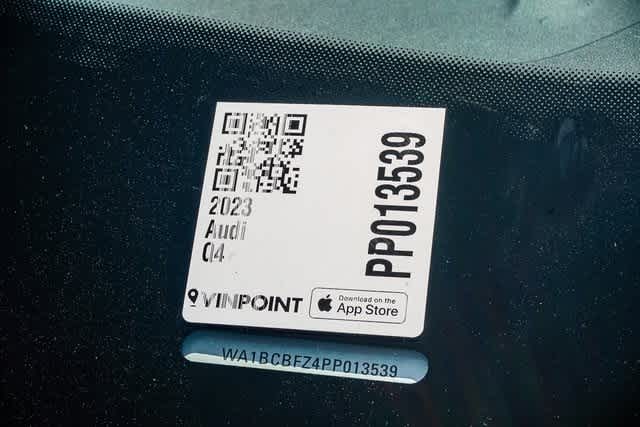 2023
Audi
Q4
PP013539
VINPOINT
Download on the
App Store
WA1BCBFZ4PP013539